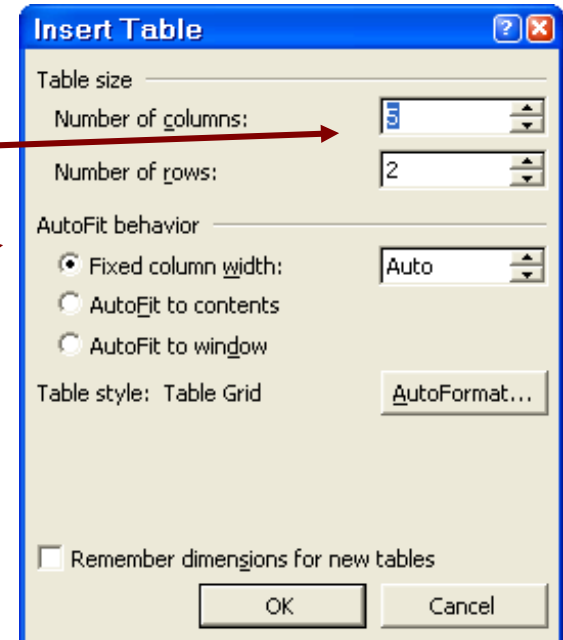 Insert Table
Table size
Number of columns: 5
Number of rows: 2
AutoFit behavior
Fixed column width: Auto
AutoFit to contents
AutoFit to window
Table style: Table Grid AutoFormat...
Remember dimensions for new tables
OK Cancel